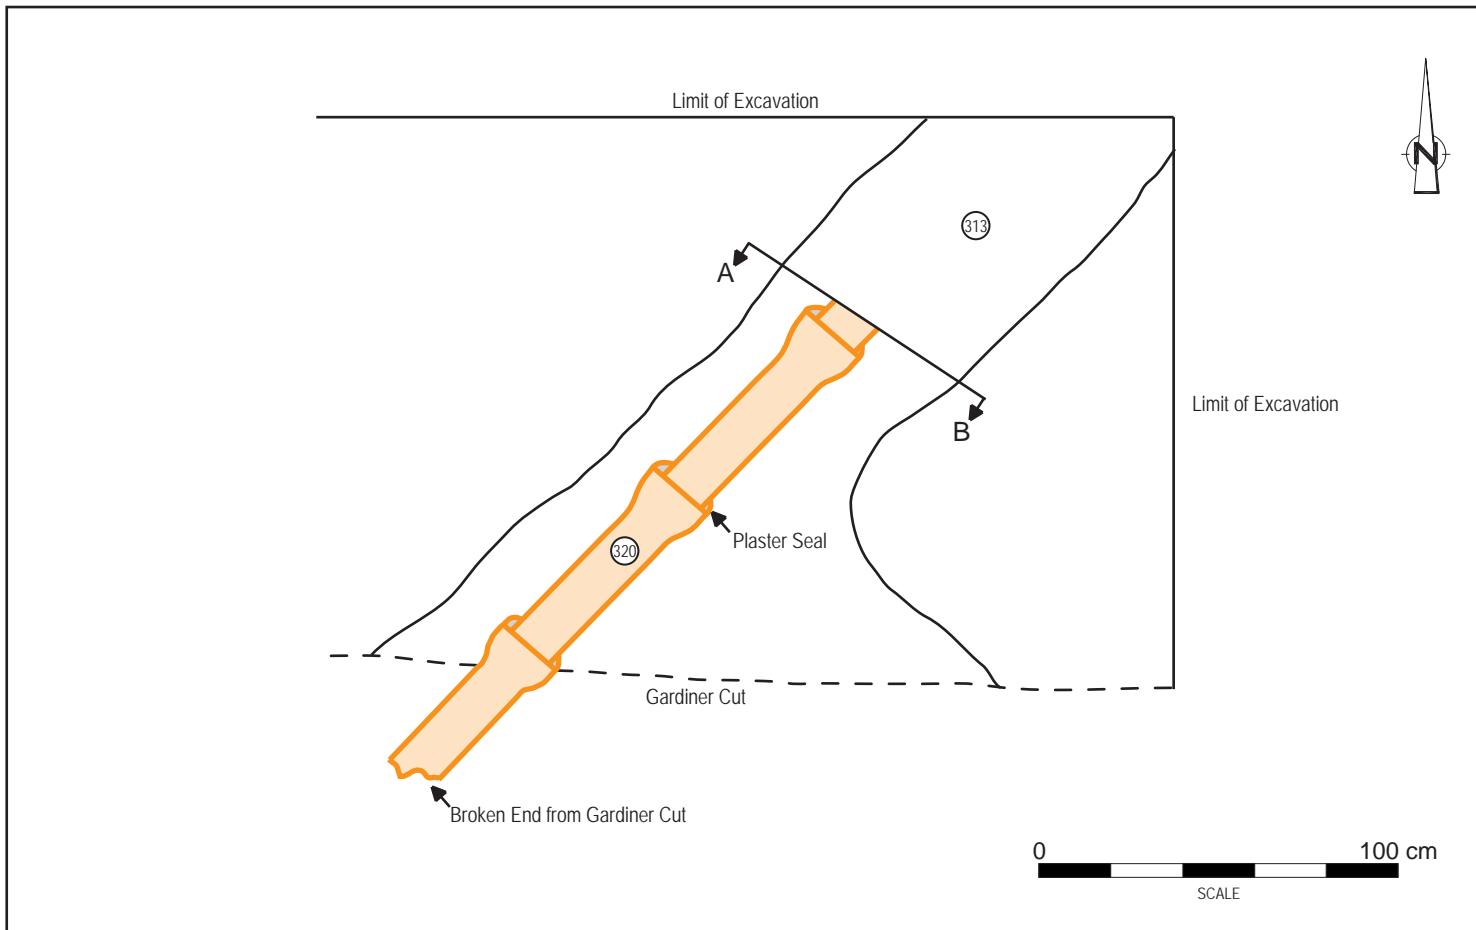 Limit of Excavation
N
313
A
Limit of Excavation
B
Plaster Seal
320
Gardiner Cut
Broken End from Gardiner Cut
0 100 cm
SCALE